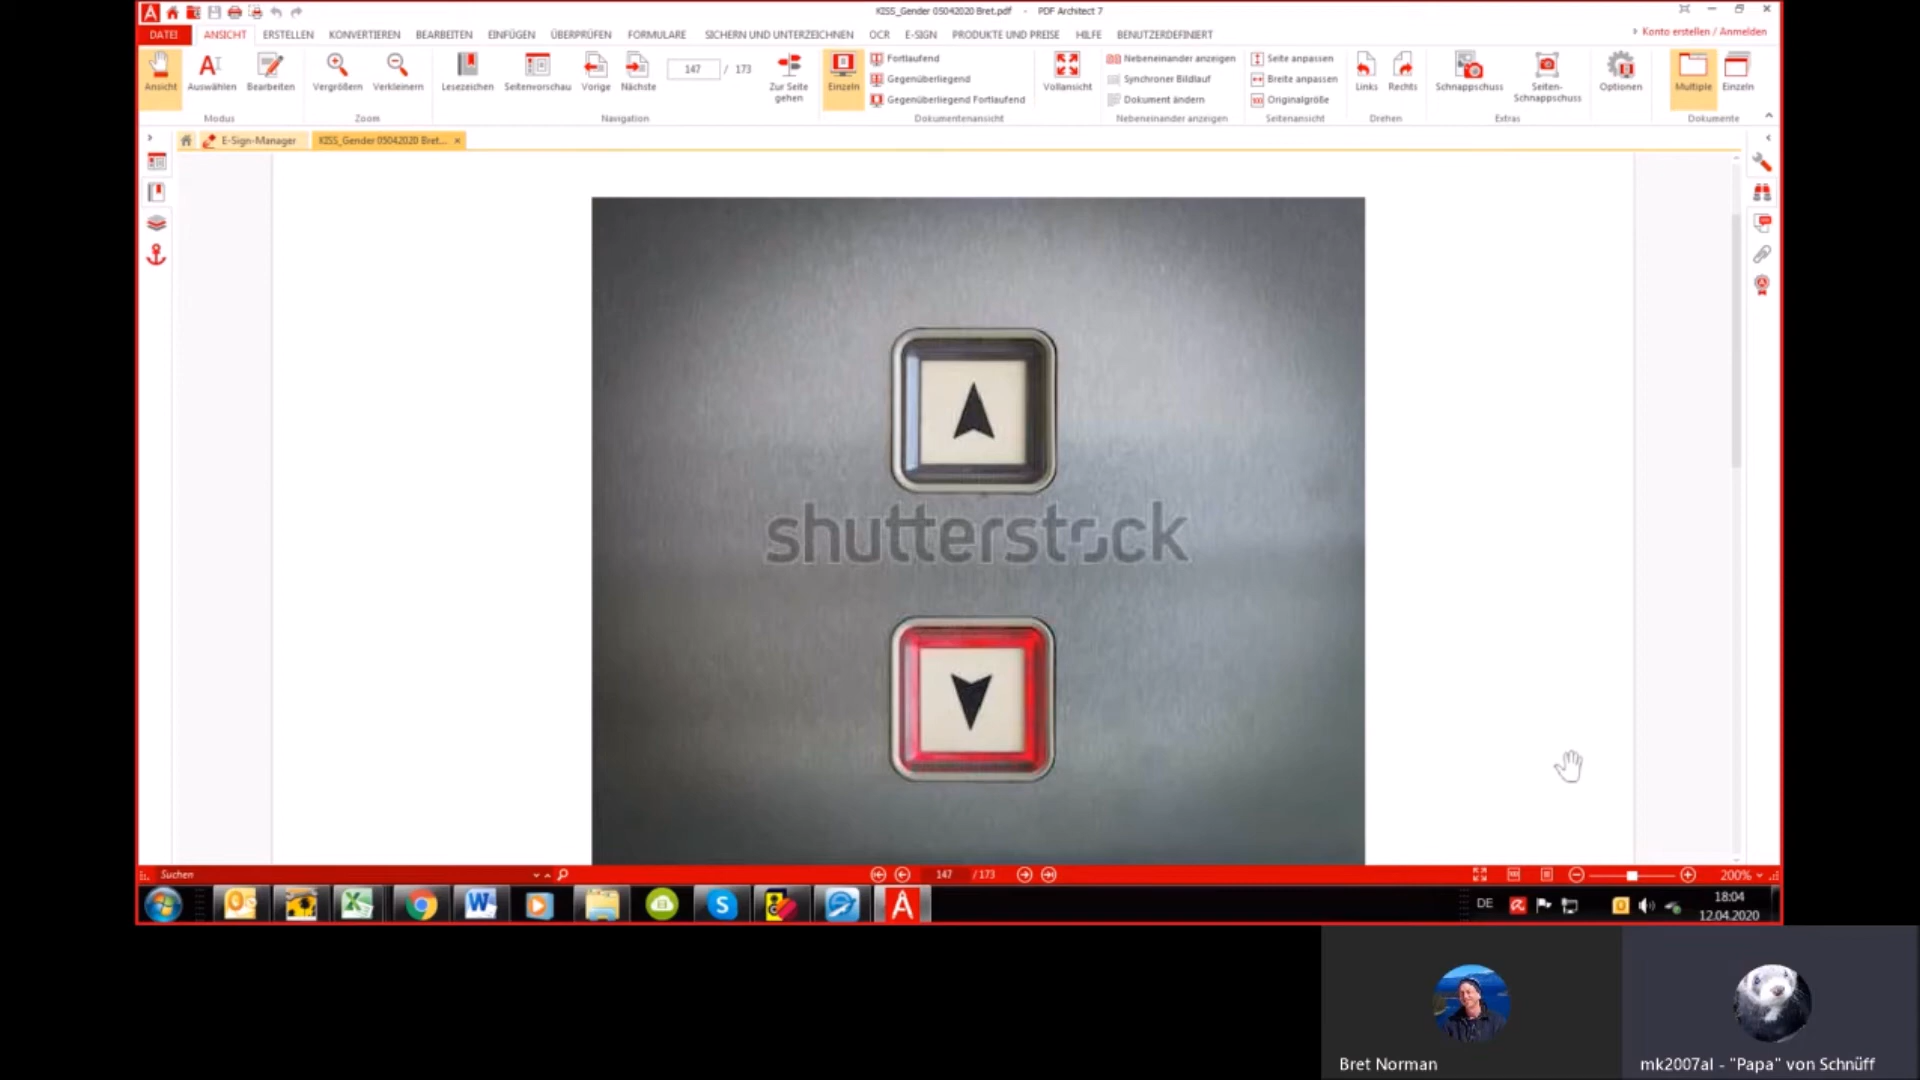 KISS_Gender 05042020 Bret.pdf - PDF Architect 7
DATEI ANSICHT ERSTELLEN KONVERTIEREN BEARBEITEN EINFÜGEN ÜBERPRÜFEN FORMULARE SICHERN UND UNTERZEICHNEN OCR E-SIGN PRODUKTE UND PREISE HILFE BENUTZERDEFINIERT
Konto erstellen / Anmelden
Ansicht Auswählen Bearbeiten
Modus
Vergrößern Verkleinern
Zoom
Lesezeichen Seitenvorschau Vorige Nächste 147 / 173 Zur Seite gehen
Navigation
Einzeln
Fortlaufend
Gegenüberliegend
Gegenüberliegend Fortlaufend
Dokumentenansicht
Vollansicht
Nebeneinander anzeigen
Synchroner Bildlauf
Dokument ändern
Nebeneinander anzeigen
Seite anpassen
Breite anpassen
Originalgröße
Seitenansicht
Links Rechts
Drehen
Schnappschuss Seiten-Schnappschuss Optionen
Extras
Multiple Einzeln
Dokumente
E-Sign-Manager KISS_Gender 05042020 Bret... ×
shutterstock
Suchen 147 / 173 200%
DE 18:04
12.04.2020
Bret Norman mk2007al - "Papa" von Schnüff